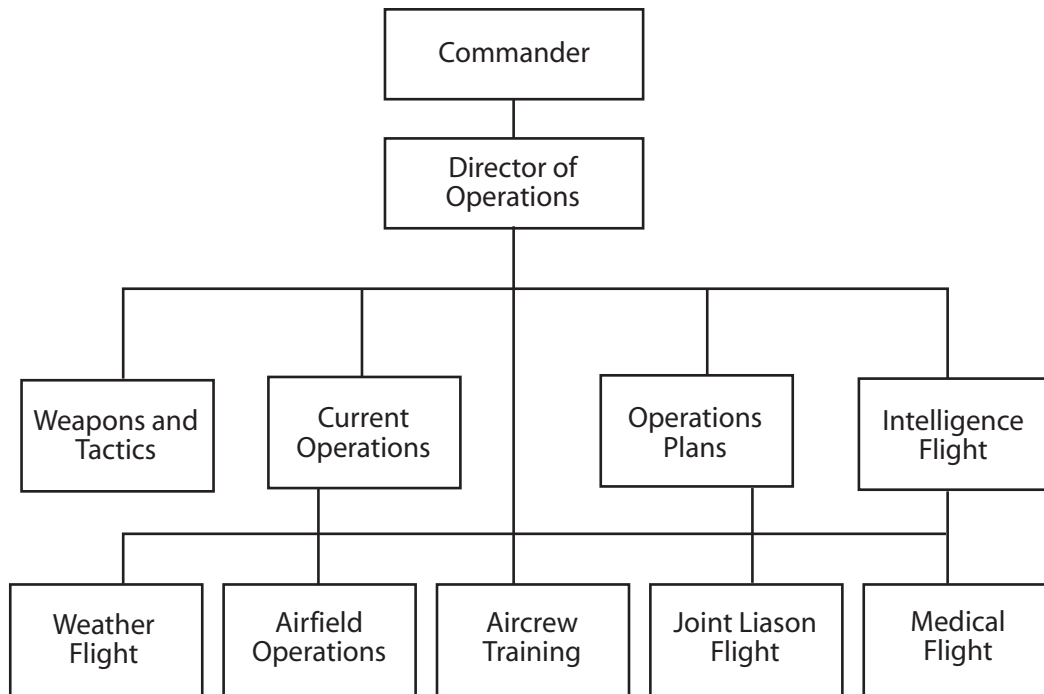 Commander
Director of
Operations
Weapons and
Tactics
Current
Operations
Operations
Plans
Intelligence
Flight
Weather
Flight
Airfield
Operations
Aircrew
Training
Joint Liason
Flight
Medical
Flight